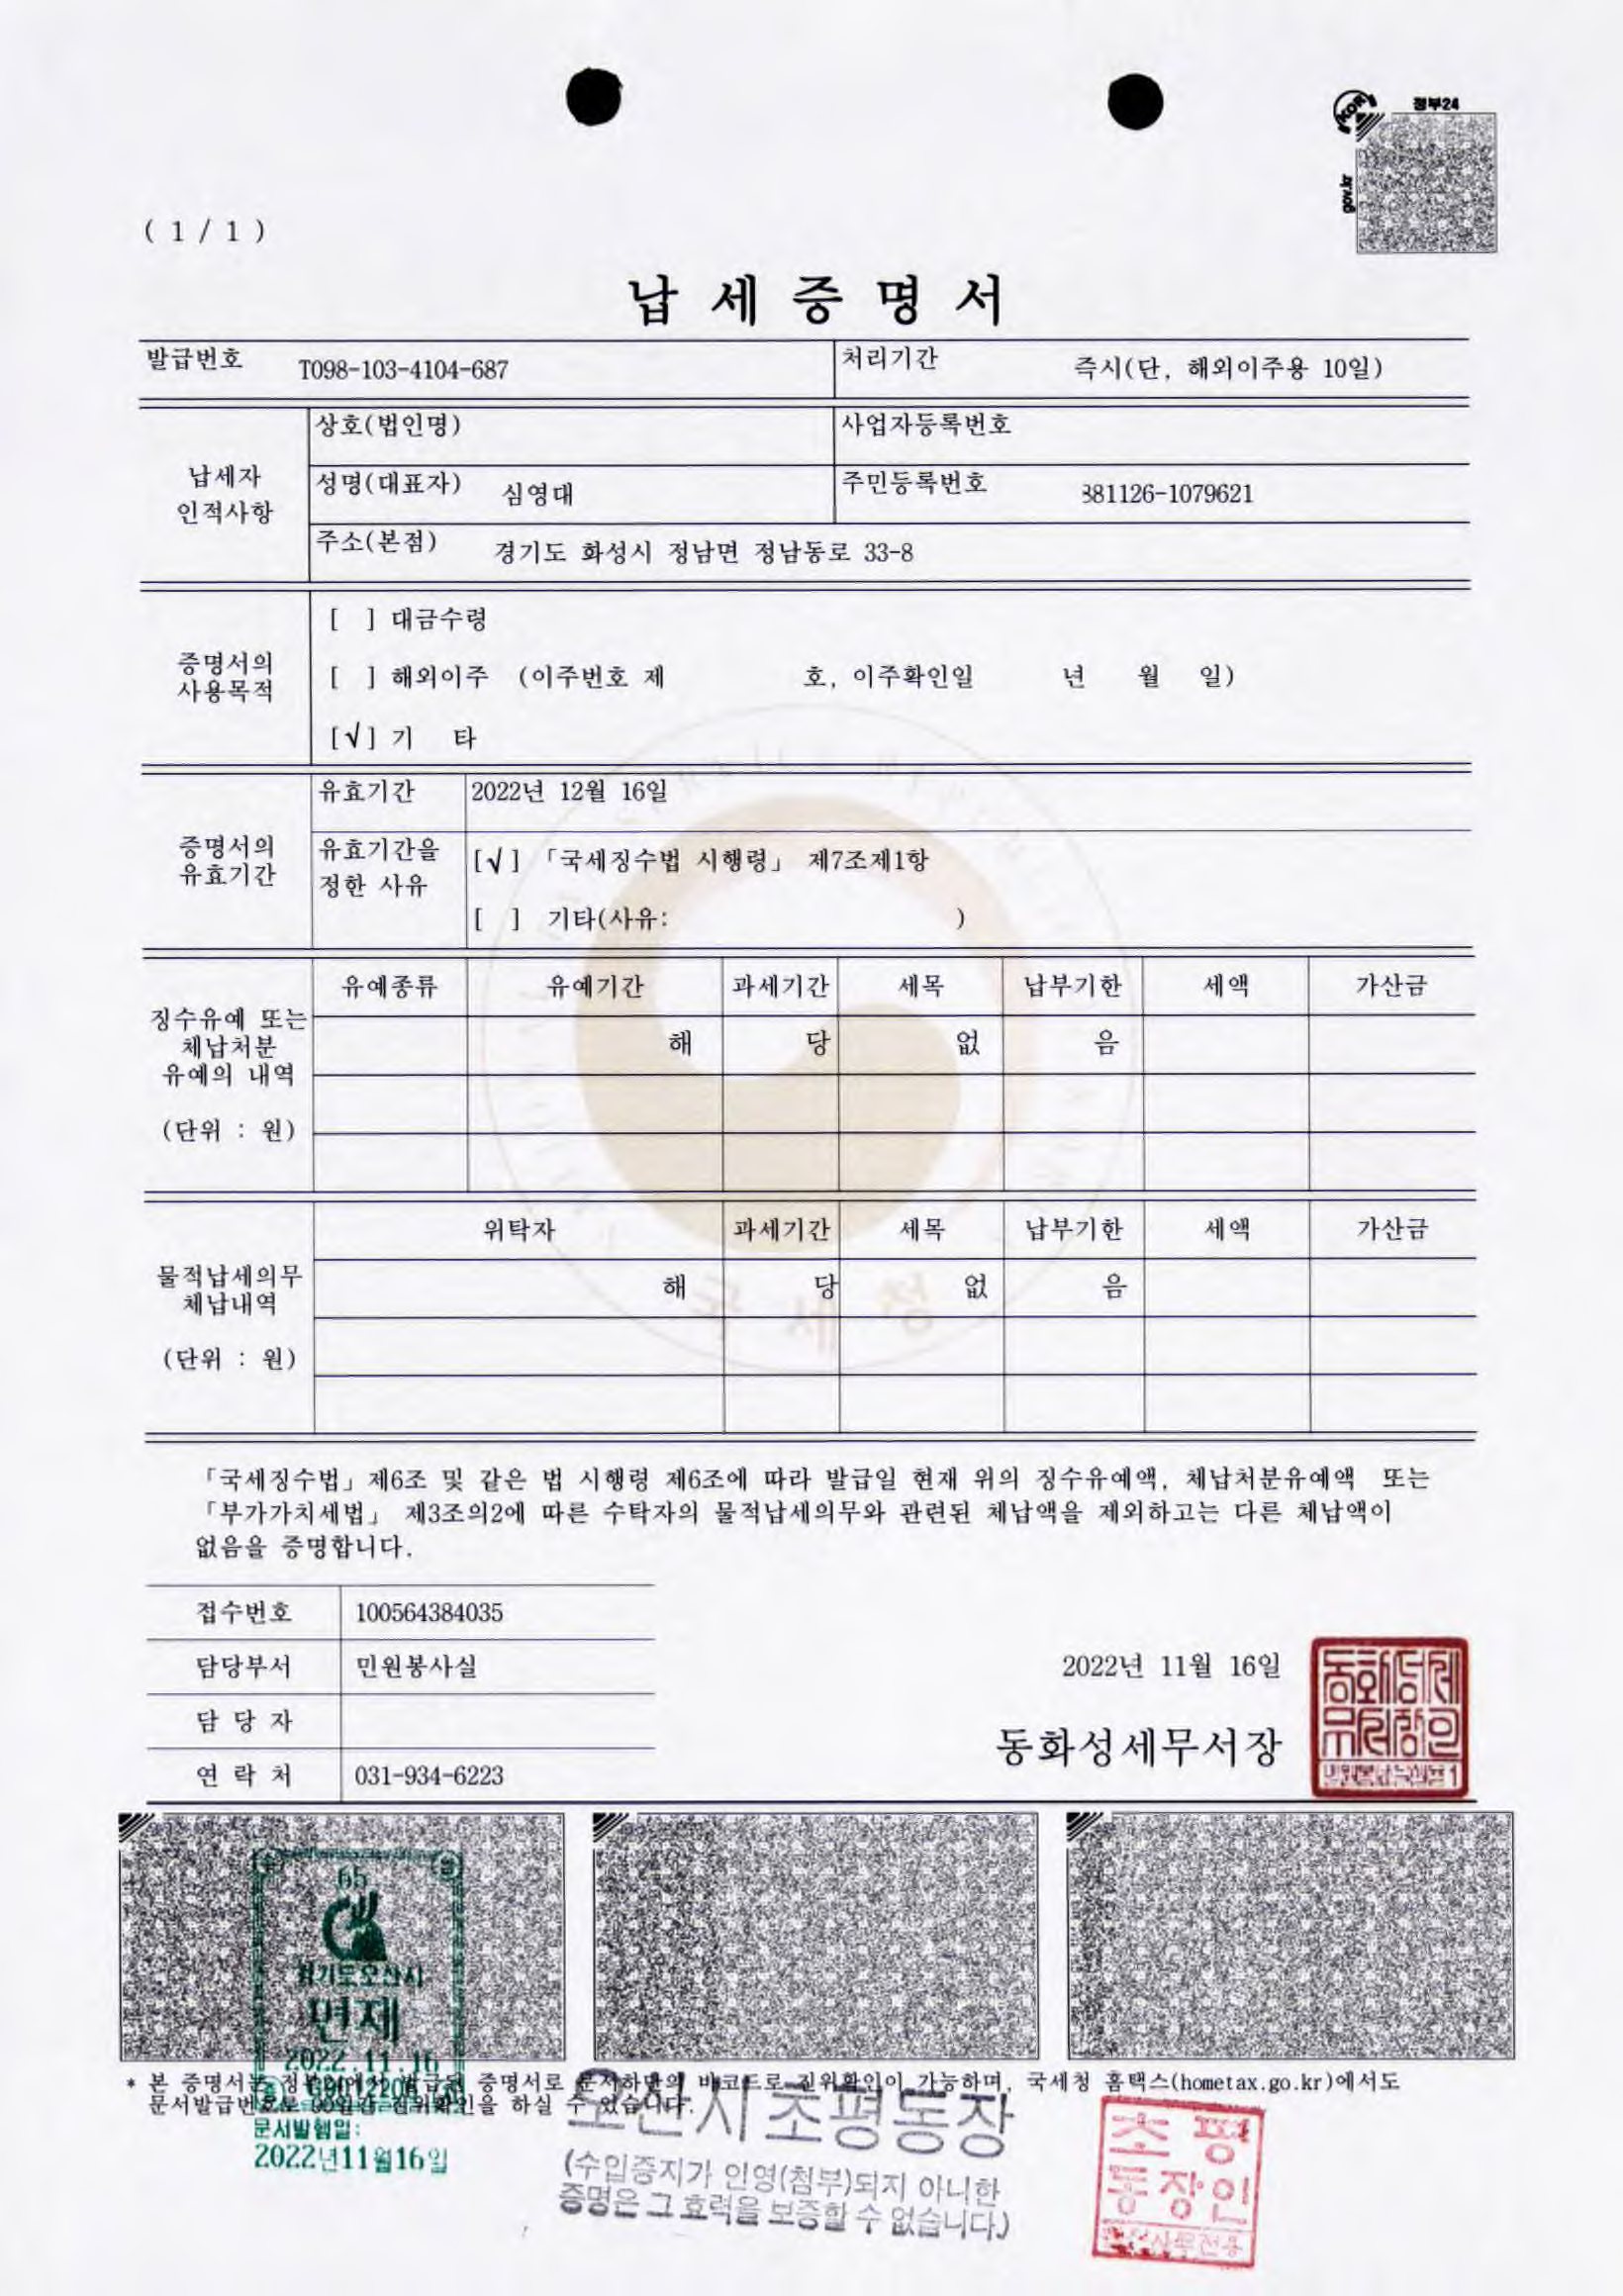 정부24
gov.kr
( 1 / 1 )
납 세 증 명 서
발급번호 T098-103-4104-687 처리기간 즉시(단, 해외이주용 10일)
납세자
인적사항
상호(법인명) 사업자등록번호
성명(대표자) 심영대 주민등록번호 881126-1079621
주소(본점) 경기도 화성시 정남면 정남동로 33-8
증명서의
사용목적
[ ] 대금수령
[ ] 해외이주 (이주번호 제 호, 이주확인일 년 월 일)
[√] 기 타
증명서의
유효기간
유효기간 2022년 12월 16일
유효기간을
정한 사유
[√] 「국세징수법 시행령」 제7조제1항
[ ] 기타(사유: )
징수유예 또는
체납처분
유예의 내역
(단위 : 원)
유예종류 유예기간 과세기간 세목 납부기한 세액 가산금
해 당 없 음
물적납세의무
체납내역
(단위 : 원)
위탁자 과세기간 세목 납부기한 세액 가산금
해 당 없 음
국 세 청
「국세징수법」제6조 및 같은 법 시행령 제6조에 따라 발급일 현재 위의 징수유예액, 체납처분유예액 또는
「부가가치세법」 제3조의2에 따른 수탁자의 물적납세의무와 관련된 체납액을 제외하고는 다른 체납액이
없음을 증명합니다.
접수번호 100564384035
담당부서 민원봉사실
담 당 자
연 락 처 031-934-6223
2022년 11월 16일
동화성세무서장
65
경기도오산시
면제
2022.11.16
* 본 증명서는 정부24에서 발급된 증명서로 문서하단의 바코드로 진위확인이 가능하며, 국세청 홈택스(hometax.go.kr)에서도
문서발급번호로 90일간 진위확인을 하실 수 있습니다.
문서발행일:
2022년11월16일
오산시초평동장
(수입증지가 인영(첨부)되지 아니한
증명은 그 효력을 보증할 수 없습니다.)
초평
동장인